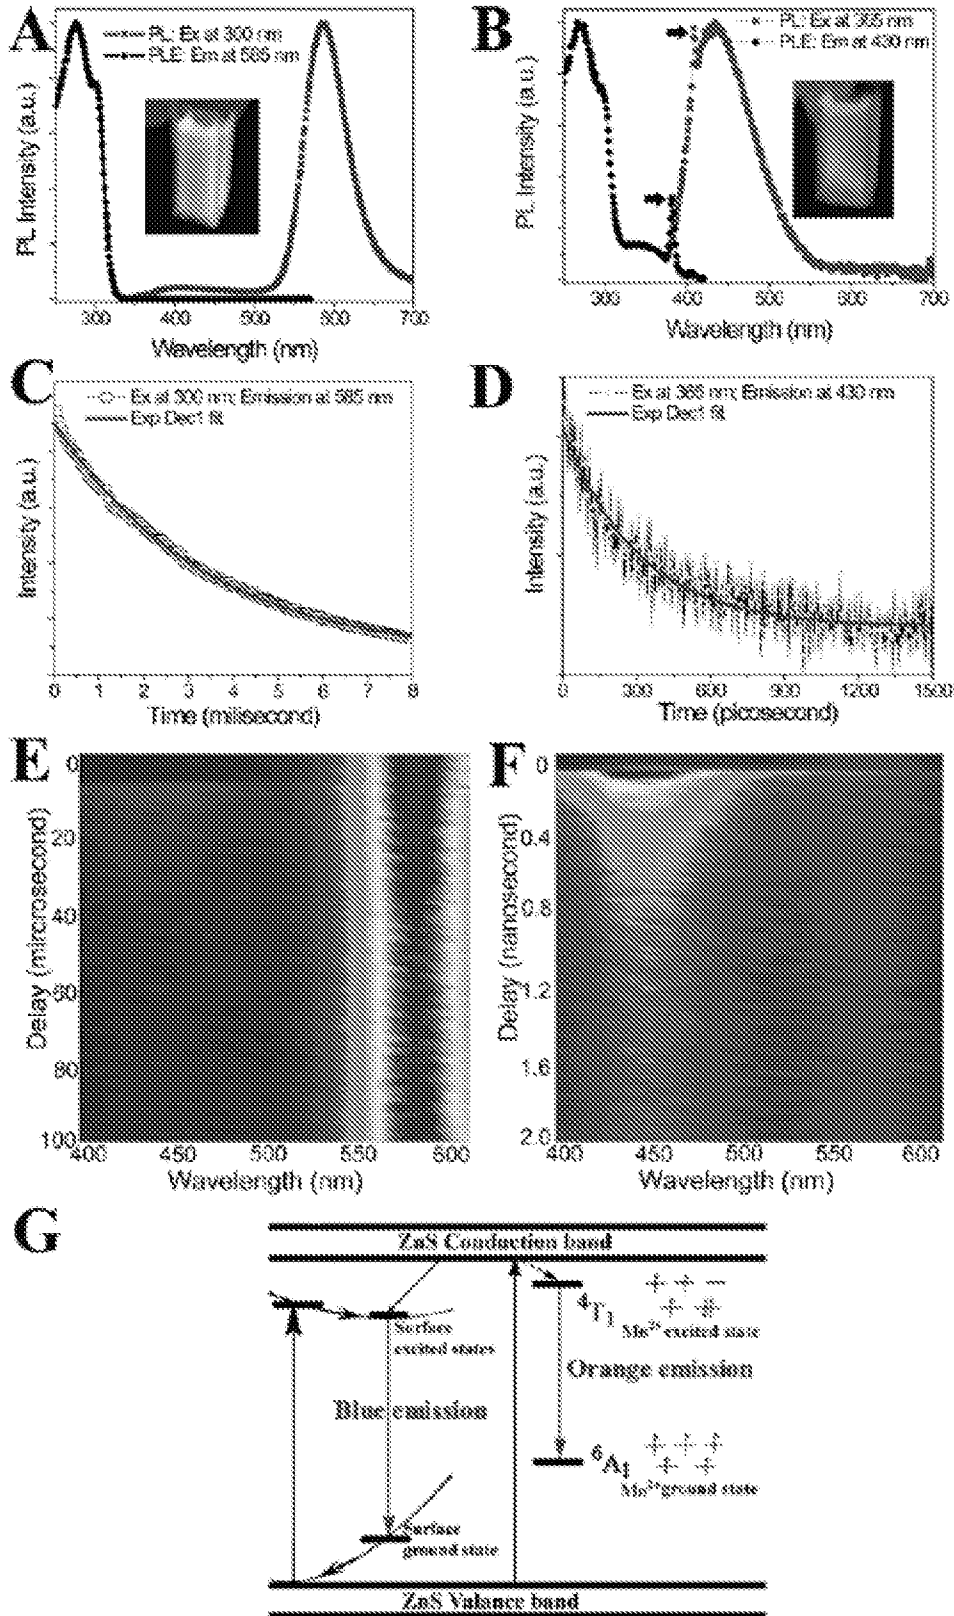 A
PL: Ex at 300 nm
PLE: Em at 585 nm
PL Intensity (a.u.)
300 400 500 600 700
Wavelength (nm)
B
PL: Ex at 365 nm
PLE: Em at 430 nm
PL Intensity (a.u.)
300 400 500 600 700
Wavelength (nm)
C
Ex at 300 nm; Emission at 585 nm
Exp Dec1 fit
Intensity (a.u.)
0 1 2 3 4 5 6 7 8
Time (milisecond)
D
Ex at 365 nm; Emission at 430 nm
Exp Dec1 fit
Intensity (a.u.)
0 300 600 900 1200 1500
Time (picosecond)
E
0
20
40
60
80
100
Delay (mircrosecond)
400 450 500 550 600
Wavelength (nm)
F
0
0.4
0.8
1.2
1.6
2.0
Delay (nanosecond)
400 450 500 550 600
Wavelength (nm)
G
ZnS Conduction band
Surface
excited states
4T1
Mn2+ excited state
Orange emission
Blue emission
6A1
Mn2+ ground state
Surface
ground state
ZnS Valance band